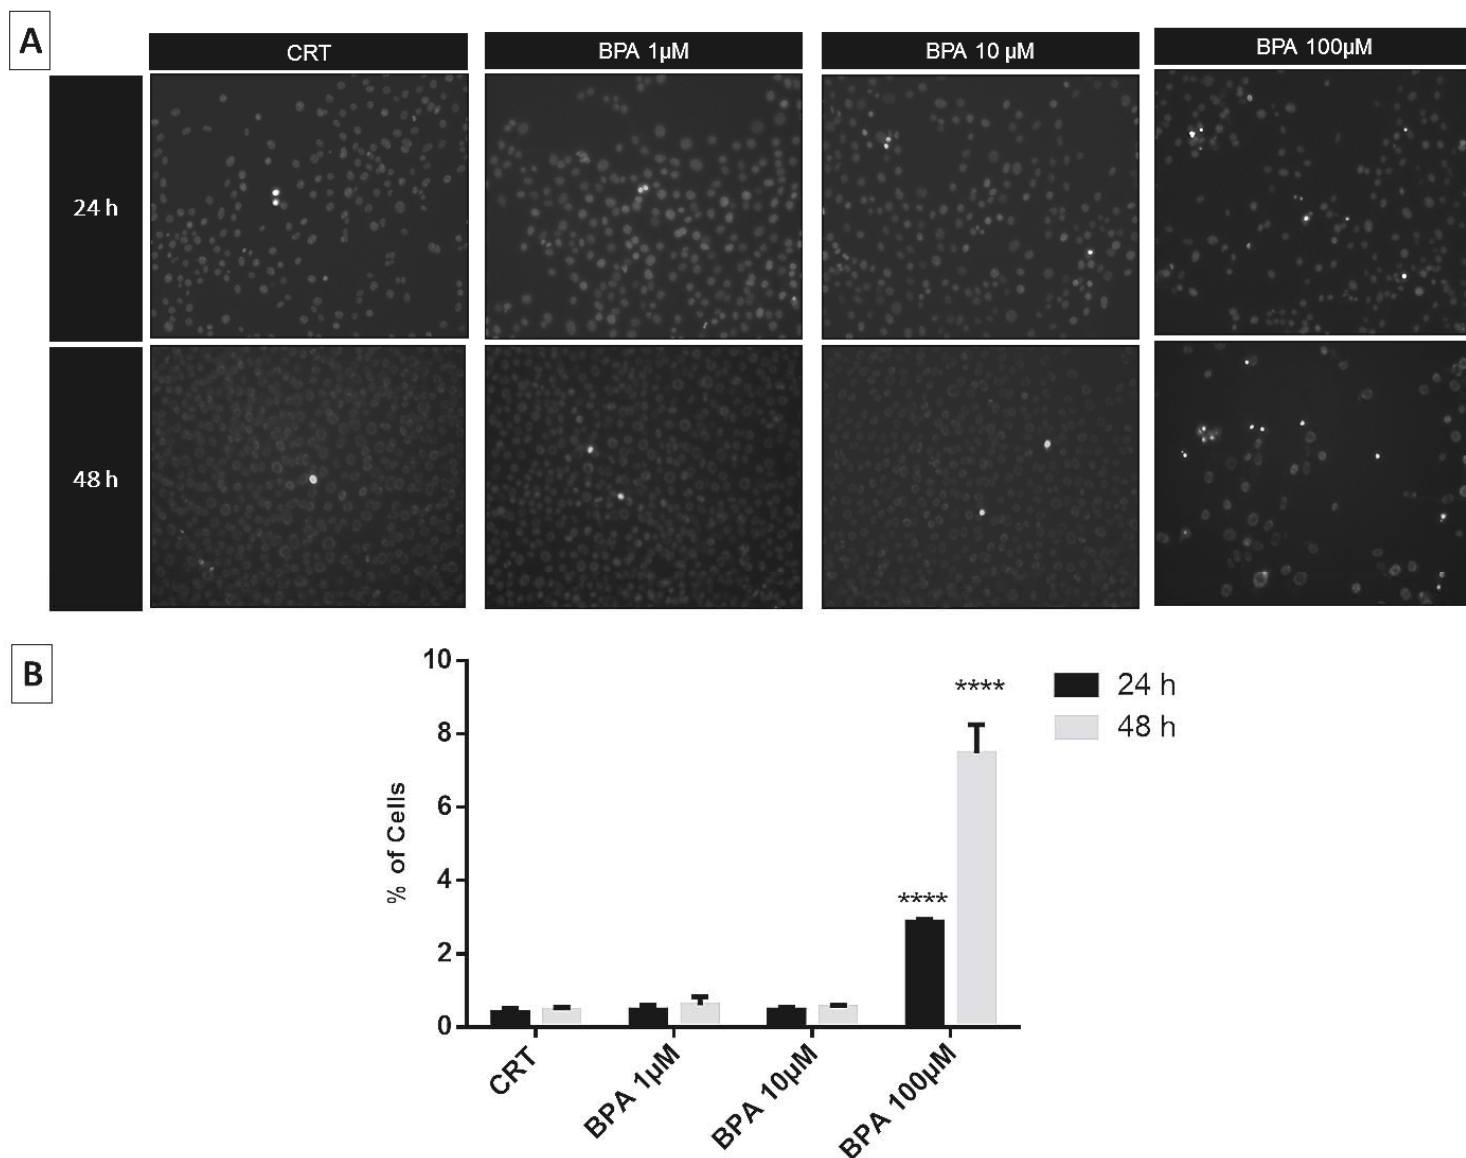 A
CRT
BPA 1µM
BPA 10 µM
BPA 100µM
24 h
48 h
B
10
8
6
4
2
0
% of Cells
****
****
24 h
48 h
CRT
BPA 1µM
BPA 10µM
BPA 100µM